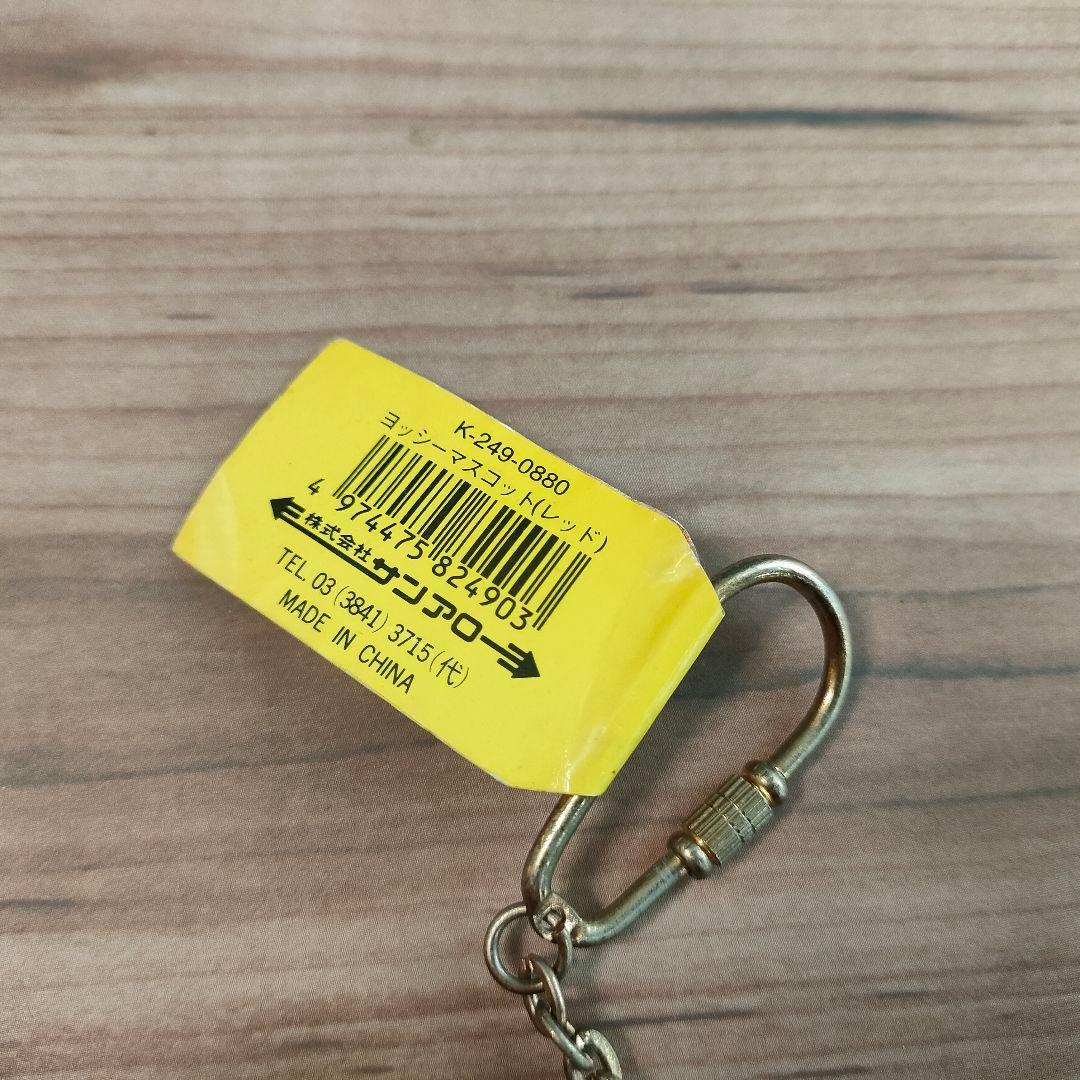 K-249-0880
ヨッシーマスコット(レッド)
4 974475 824903
株式会社サンアロー
TEL. 03 (3841) 3715 (代)
MADE IN CHINA